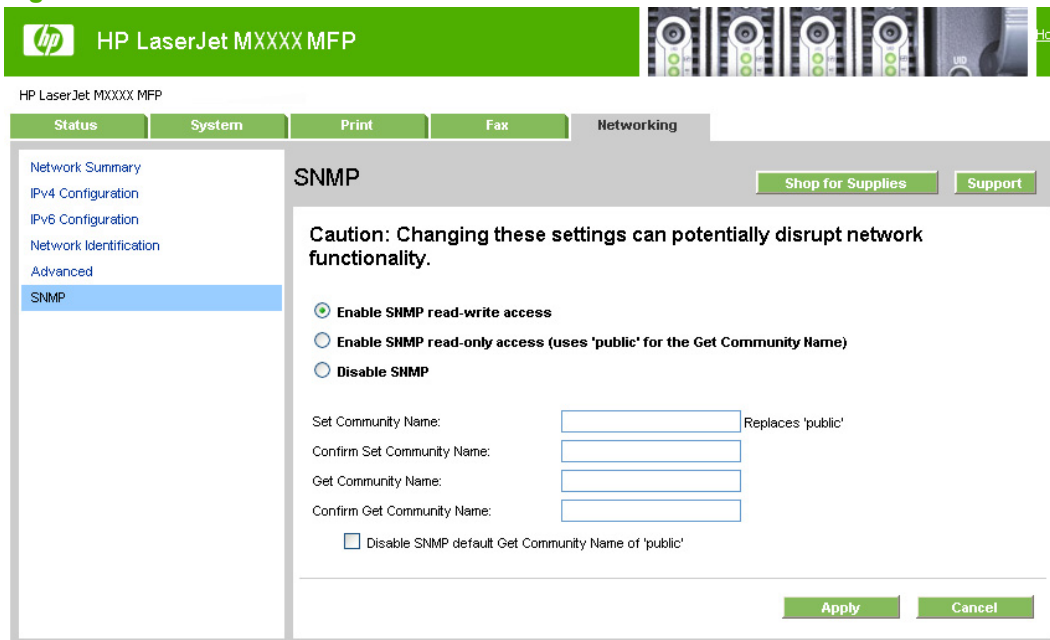 hp
HP LaserJet MXXXX MFP
UID
HP LaserJet MXXXX MFP
Status System Print Fax Networking
Network Summary
IPv4 Configuration
IPv6 Configuration
Network Identification
Advanced
SNMP
SNMP
Shop for Supplies Support
Caution: Changing these settings can potentially disrupt network
functionality.
Enable SNMP read-write access
Enable SNMP read-only access (uses 'public' for the Get Community Name)
Disable SNMP
Set Community Name: Replaces 'public'
Confirm Set Community Name:
Get Community Name:
Confirm Get Community Name:
Disable SNMP default Get Community Name of 'public'
Apply Cancel